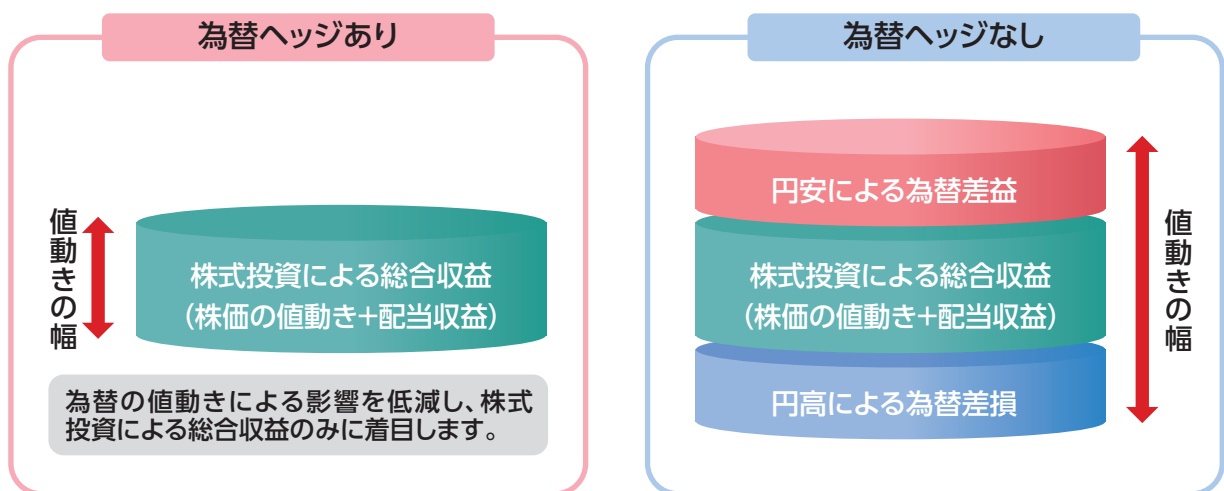 為替ヘッジあり
値動きの幅
株式投資による総合収益
（株価の値動き+配当収益）
為替の値動きによる影響を低減し、株式
投資による総合収益のみに着目します。
為替ヘッジなし
円安による為替差益
株式投資による総合収益
（株価の値動き+配当収益）
円高による為替差損
値動きの幅